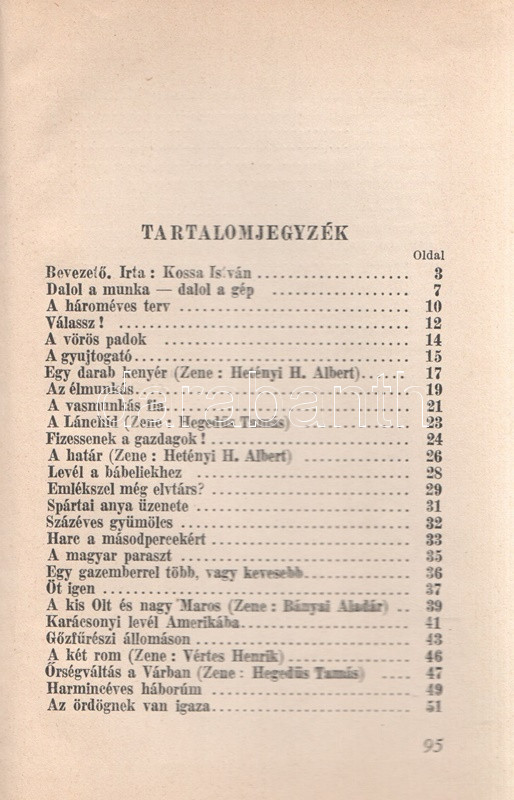 TARTALOMJEGYZÉK
Oldal
Bevezető. Irta : Kossa István 3
Dalol a munka — dalol a gép 7
A hároméves terv 10
Válassz ! 12
A vörös padok 14
A gyujtogató 15
Egy darab kenyér (Zene : Hetényi H. Albert) 17
Az élmunkás 19
A vasmunkás fia 21
A Lánchíd (Zene : Hegedüs Tamás) 23
Fizessenek a gazdagok ! 24
A határ (Zene : Hetényi H. Albert) 26
Levél a bábeliekhez 28
Emlékszel még elvtárs? 29
Spártai anya üzenete 31
Százéves gyümölcs 32
Harc a másodpercekért 33
A magyar paraszt 35
Egy gazemberrel több, vagy kevesebb 36
Öt igen 37
A kis Olt és nagy Maros (Zene : Bányai Aladár) 39
Karácsonyi levél Amerikába 41
Gőzfűrészi állomáson 43
A két rom (Zene : Vértes Henrik) 46
Őrségváltás a Várban (Zene : Hegedüs Tamás) 47
Harmincéves háborúm 49
Az ördögnek van igaza 51
95
darabanth